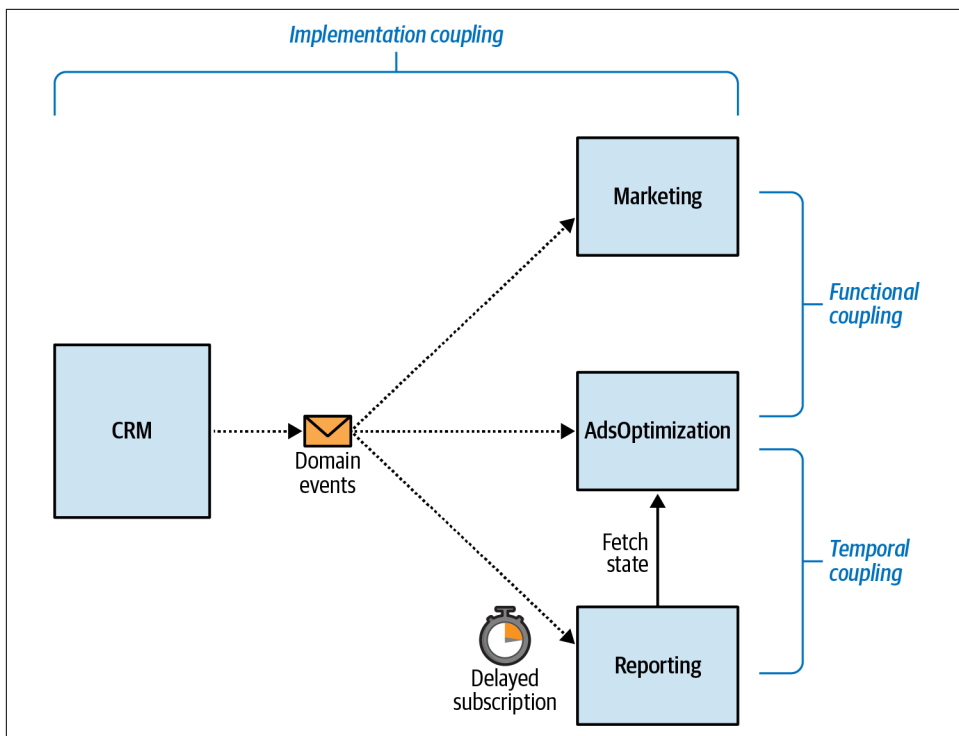 Implementation coupling
Marketing
Functional
coupling
CRM
Domain
events
AdsOptimization
Fetch
state
Temporal
coupling
Delayed
subscription
Reporting